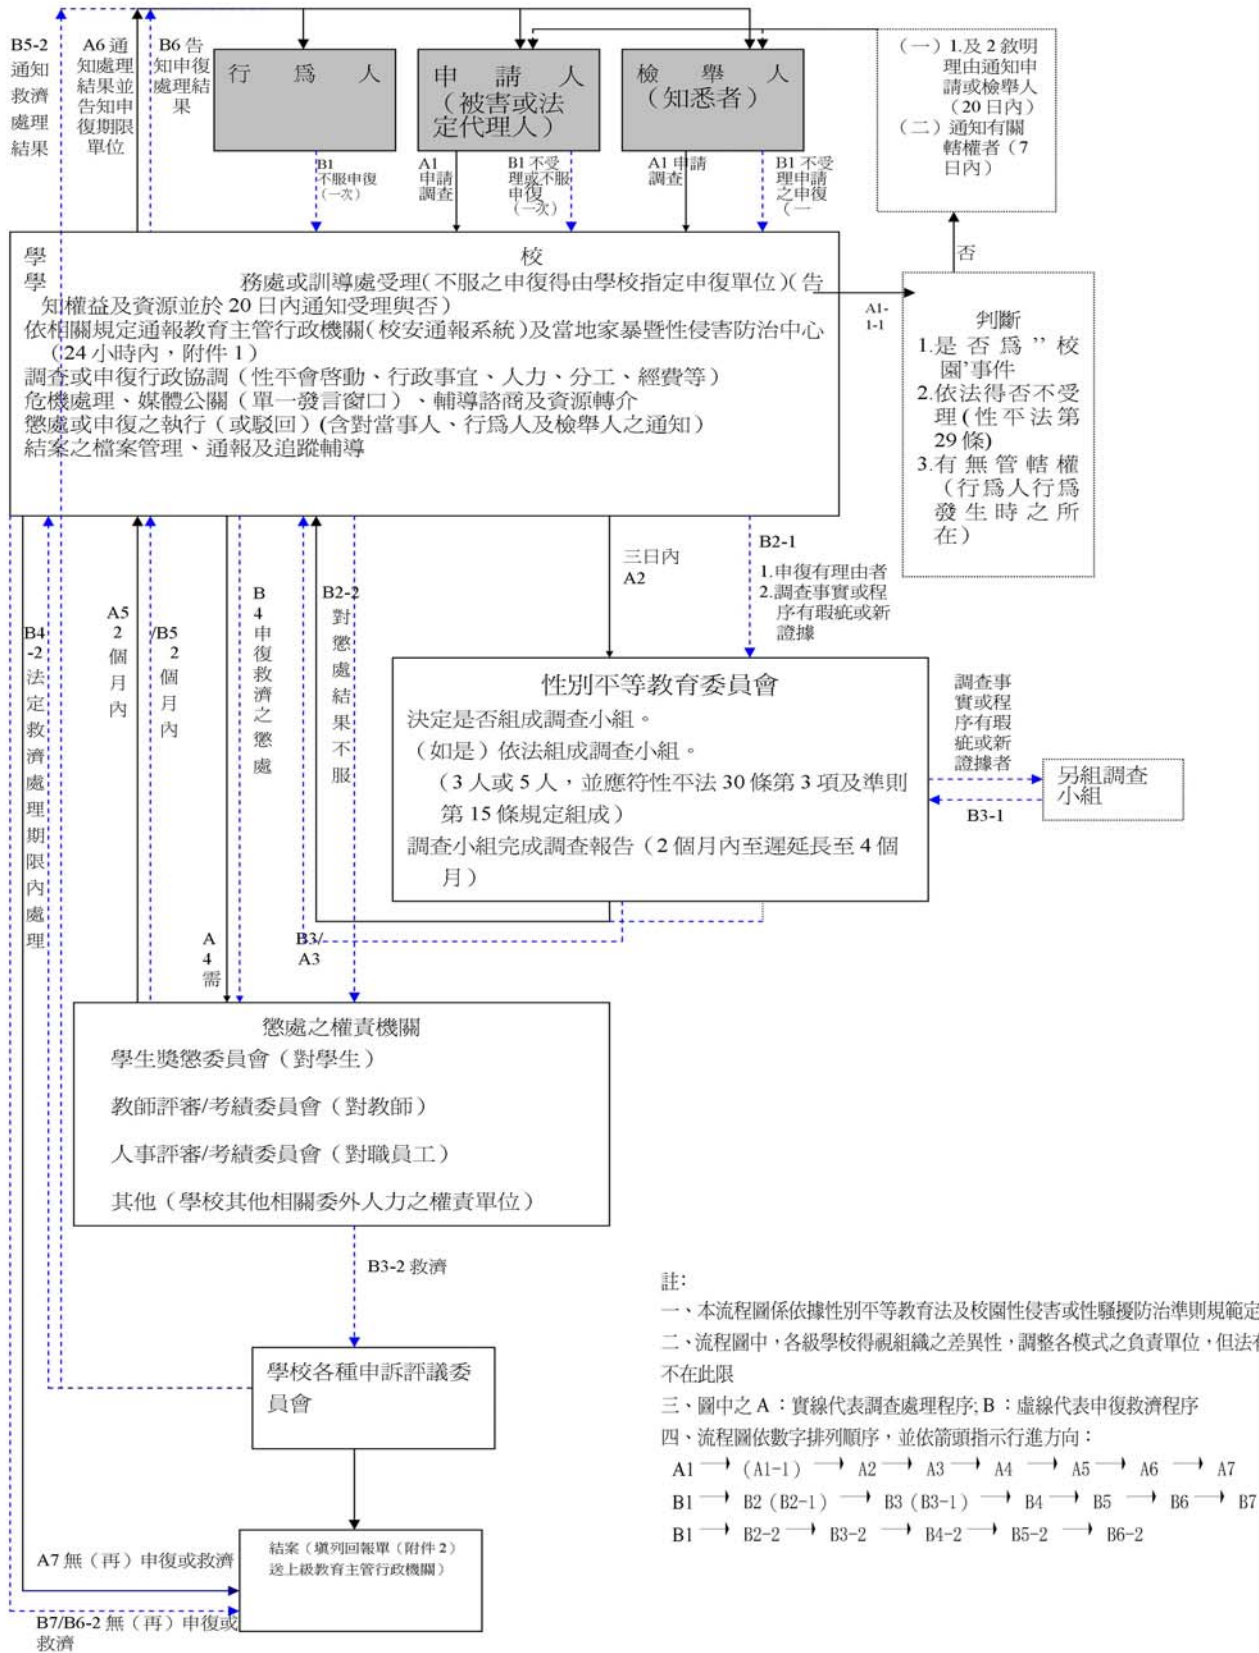 B5-2
通知
救濟
處理
結果
A6 通
知處理
結果並
告知申
復期限
單位
B6 告
知申復
處理結
果
行為人
申請人
（被害或法
定代理人）
檢舉人
（知悉者）
（一）1.及 2 敘明
理由通知申
請或檢舉人
（20 日內）
（二）通知有關
轄權者（7
日內）
B1
不服申復
（一次）
A1
申請
調查
B1 不受
理或不服
申復
（一次）
A1 申請
調查
B1 不受
理申請
之申復
（一
學校
學務處或訓導處受理(不服之申復得由學校指定申復單位)(告
知權益及資源並於 20 日內通知受理與否）
依相關規定通報教育主管行政機關(校安通報系統)及當地家暴暨性侵害防治中心
（24 小時內，附件 1）
調查或申復行政協調（性平會啓動、行政事宜、人力、分工、經費等）
危機處理、媒體公關（單一發言窗口）、輔導諮商及資源轉介
懲處或申復之執行（或駁回）(含對當事人、行為人及檢舉人之通知）
結案之檔案管理、通報及追蹤輔導
A1-
1-1
否
判斷
1.是否為”校
園’事件
2.依法得否不受
理(性平法第
29 條)
3.有無管轄權
（行為人行為
發生時之所
在）
B4
-2 法定救濟處理期限內處理
A5
2個月內
/B5
2個月內
B
4 申復救濟之懲處
B2-2
對懲處結果不服
三日內
A2
B2-1
1.申復有理由者
2.調查事實或程
序有瑕疵或新
證據
性別平等教育委員會
決定是否組成調查小組。
（如是）依法組成調查小組。
（3 人或 5 人，並應符性平法 30 條第 3 項及準則
第 15 條規定組成）
調查小組完成調查報告（2 個月內至遲延長至 4 個
月）
調查事
實或程
序有瑕
疵或新
證據者
B3-1
另組調查
小組
A
4
需
B3/
A3
懲處之權責機關
學生獎懲委員會（對學生）
教師評審/考績委員會（對教師）
人事評審/考績委員會（對職員工）
其他（學校其他相關委外人力之權責單位）
B3-2 救濟
學校各種申訴評議委
員會
結案（填列回報單（附件 2）
送上級教育主管行政機關）
A7 無（再）申復或救濟
B7/B6-2 無（再）申復或
救濟
註:
一、本流程圖係依據性別平等教育法及校園性侵害或性騷擾防治準則規範定
二、流程圖中，各級學校得視組織之差異性，調整各模式之負責單位，但法有
不在此限
三、圖中之 A：實線代表調查處理程序; B：虛線代表申復救濟程序
四、流程圖依數字排列順序，並依箭頭指示行進方向：
A1 → (A1-1) → A2 → A3 → A4 → A5 → A6 → A7
B1 → B2 (B2-1) → B3 (B3-1) → B4 → B5 → B6 → B7
B1 → B2-2 → B3-2 → B4-2 → B5-2 → B6-2